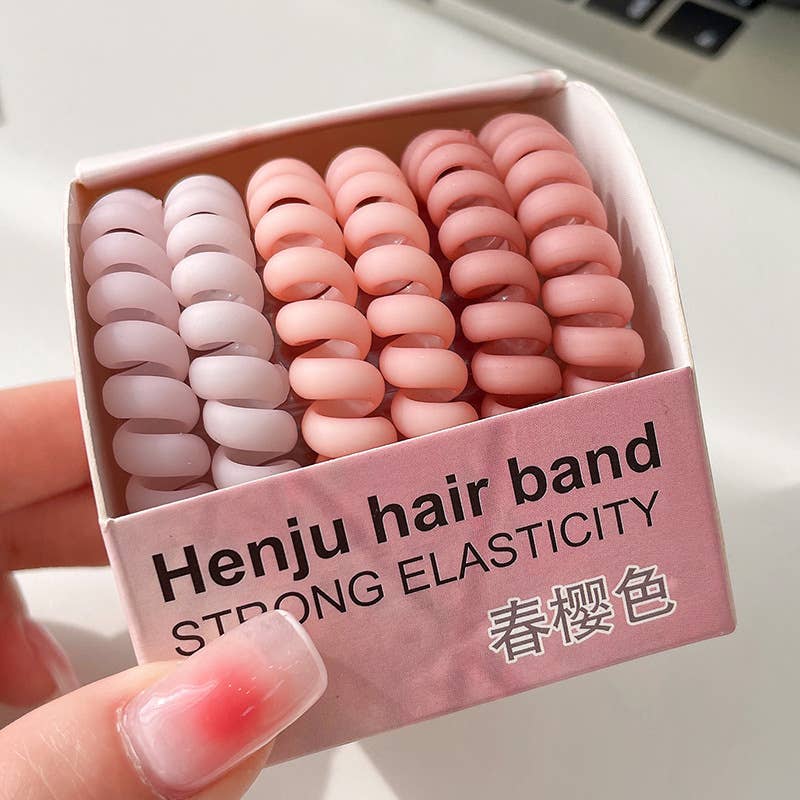 Henju hair band
STRONG ELASTICITY
春樱色